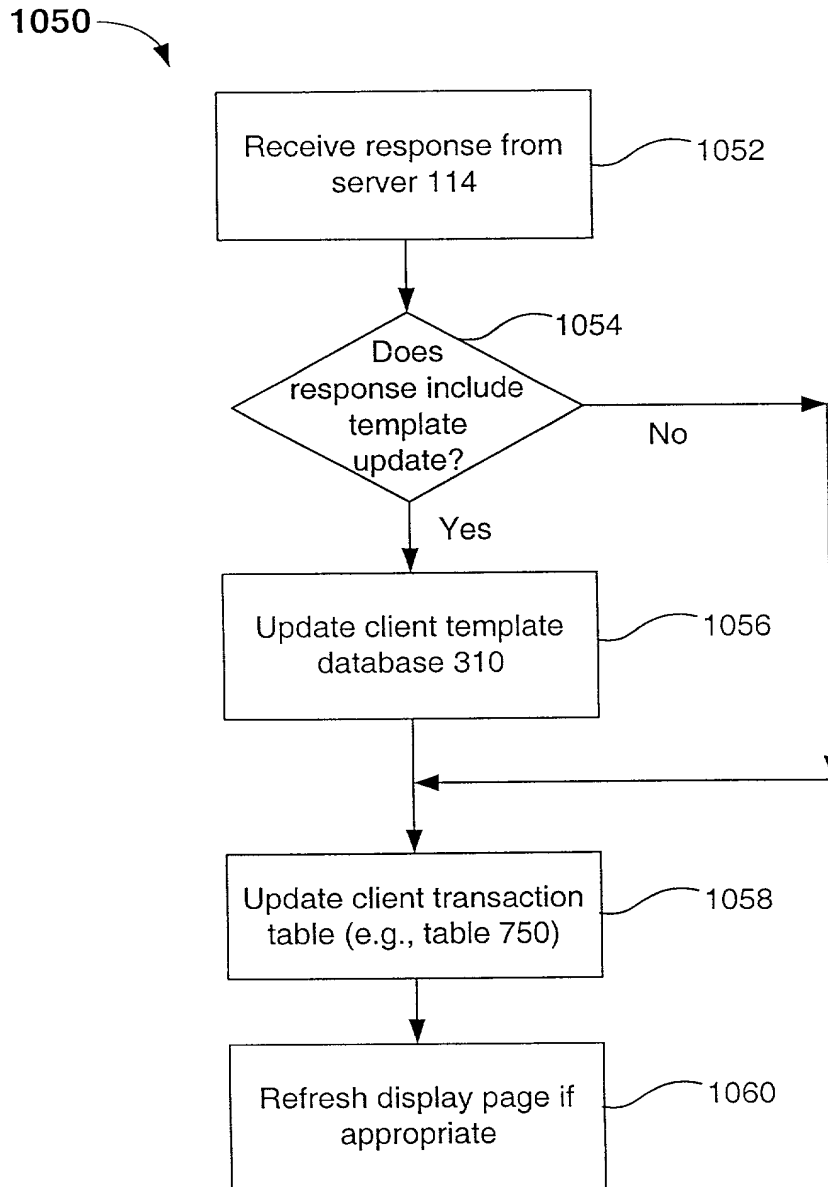 1050
Receive response from
server 114
1052
1054
Does
response include
template
update?
No
Yes
Update client template
database 310
1056
Update client transaction
table (e.g., table 750)
1058
Refresh display page if
appropriate
1060